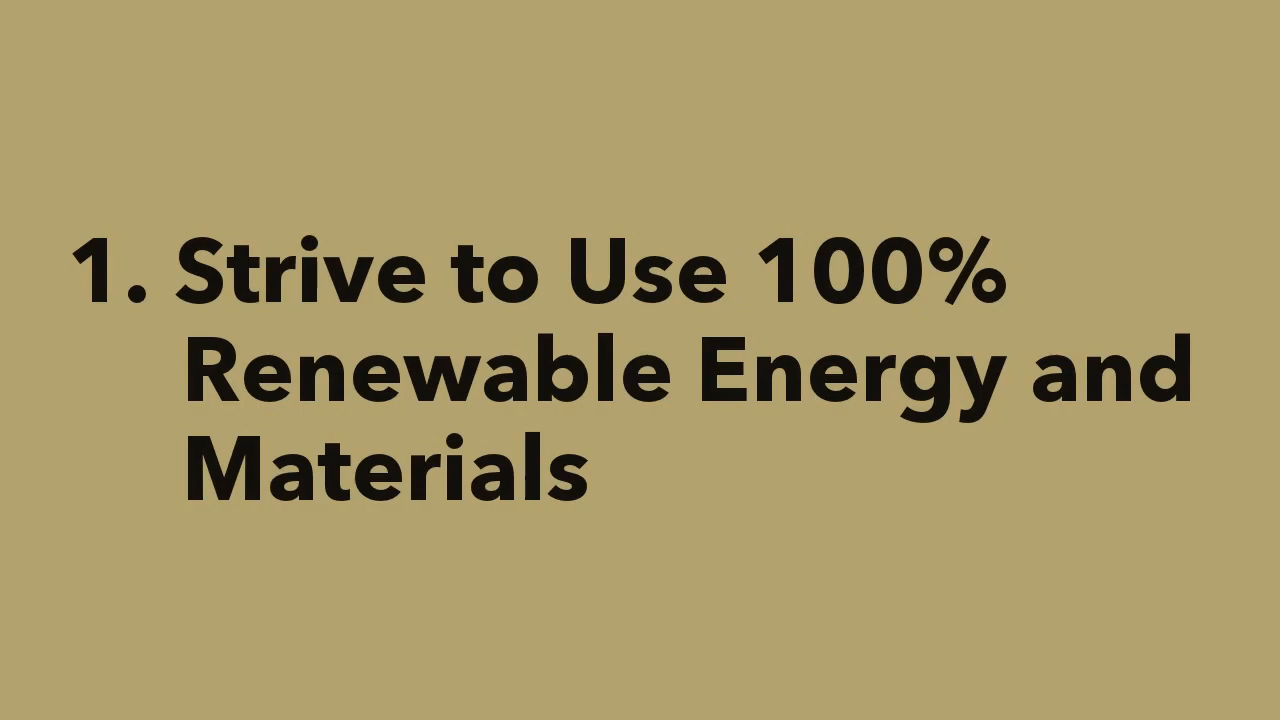 1. Strive to Use 100%
Renewable Energy and
Materials